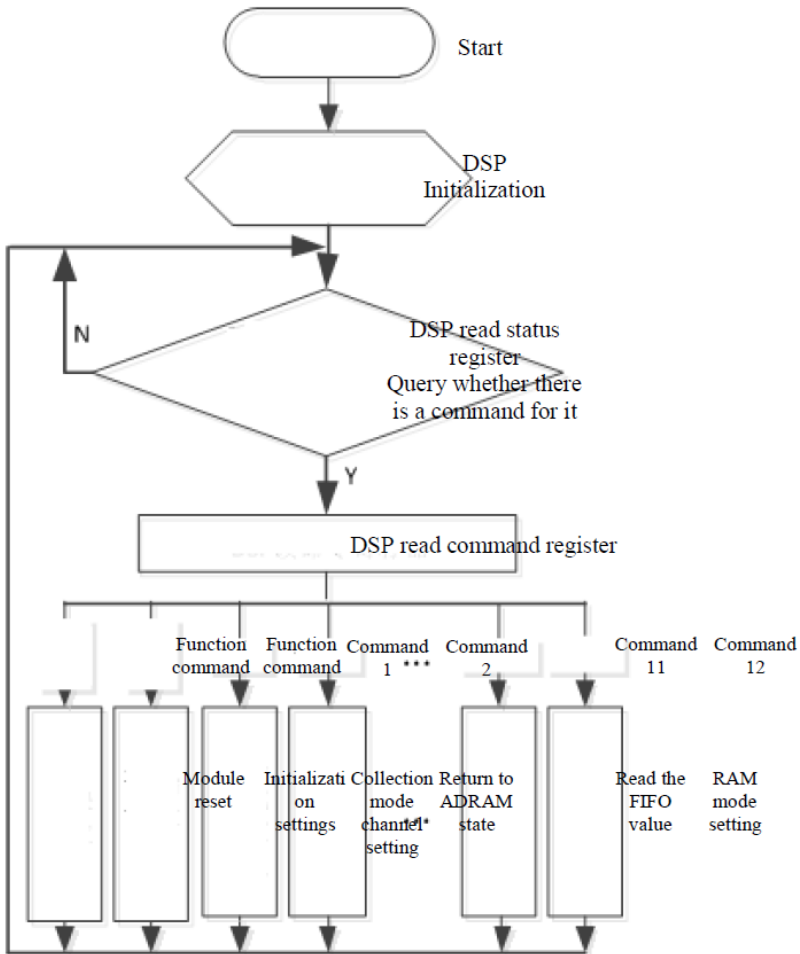 Start
DSP
Initialization
N
DSP read status
register
Query whether there
is a command for it
Y
DSP read command register
Function
command
Function
command
Command
1
***
Command
2
Command
11
Command
12
Module
reset
Initializati
on
settings
Collection
mode
channel
setting
***
Return to
ADRAM
state
Read the
FIFO
value
RAM
mode
setting